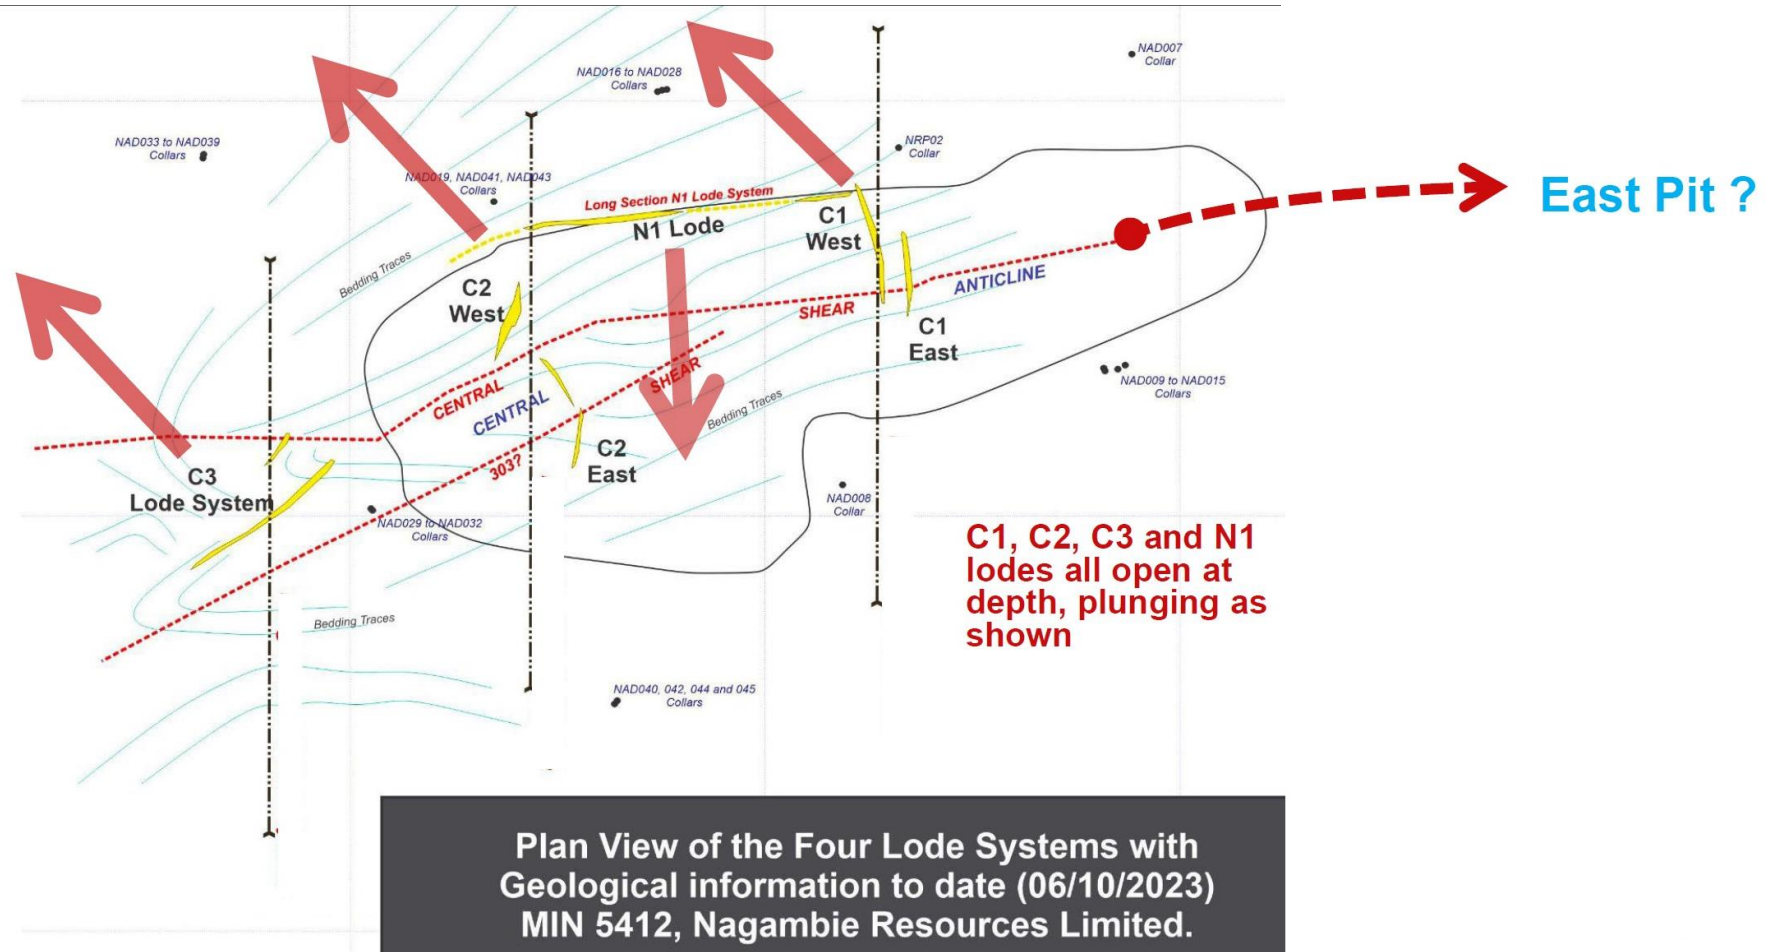 NAD007
Collar
NAD016 to NAD028
Collars
NAD033 to NAD039
Collars
NRP02
Collar
NAD019, NAD041, NAD043
Collars
East Pit ?
Long Section N1 Lode System
N1 Lode
C1
West
Bedding Traces
C2
West
ANTICLINE
SHEAR
C1
East
SHEAR
CENTRAL
CENTRAL
NAD009 to NAD015
Collars
Bedding Traces
C2
East
303?
C3
Lode System
NAD029 to NAD032
Collars
NAD008
Collar
C1, C2, C3 and N1
lodes all open at
depth, plunging as
shown
Bedding Traces
NAD040, 042, 044 and 045
Collars
Plan View of the Four Lode Systems with
Geological information to date (06/10/2023)
MIN 5412, Nagambie Resources Limited.